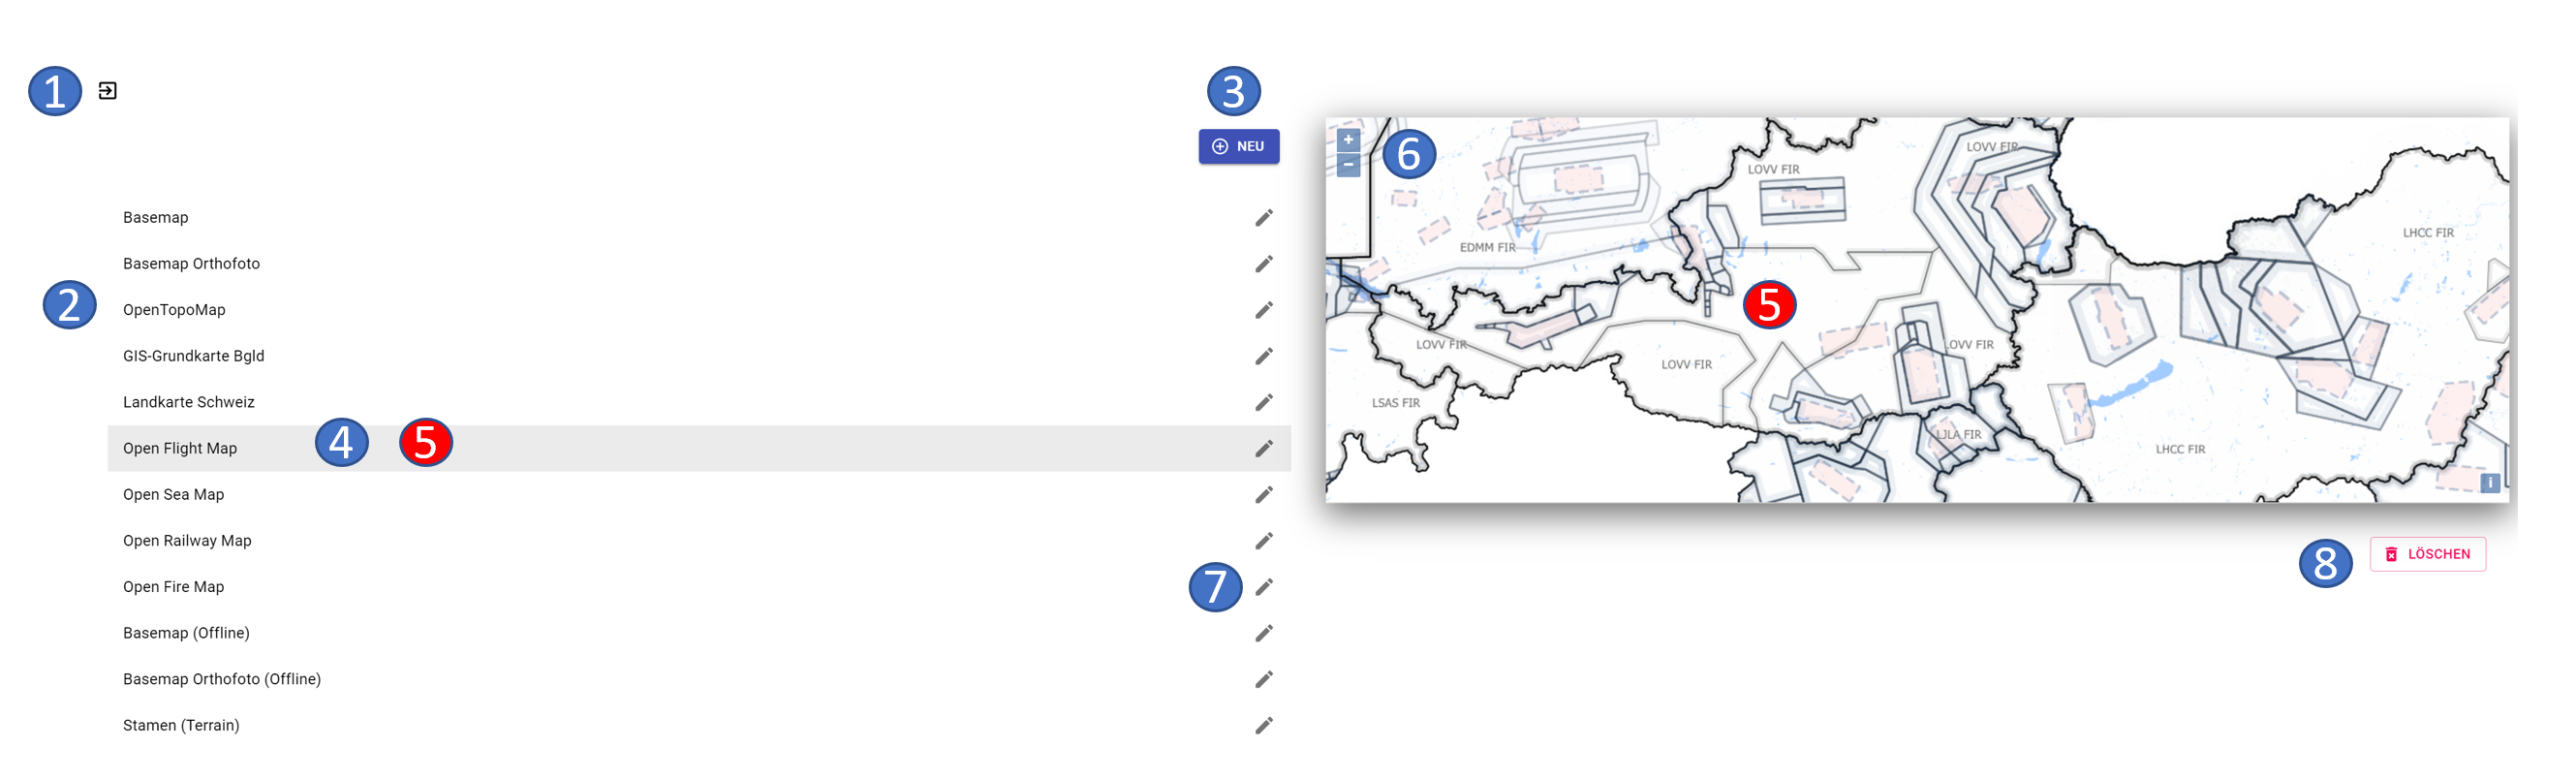 1
3
NEU
Basemap
Basemap Orthofoto
2
OpenTopoMap
GIS-Grundkarte Bgld
Landkarte Schweiz
4 5
Open Flight Map
Open Sea Map
Open Railway Map
7
Open Fire Map
Basemap (Offline)
Basemap Orthofoto (Offline)
Stamen (Terrain)
+
−
6
LOVV FIR
LOVV FIR
EDMM FIR
LHCC FIR
5
LOVV FIR
LOVV FIR
LOVV FIR
LSAS FIR
LJLA FIR
LHCC FIR
i
8
LÖSCHEN